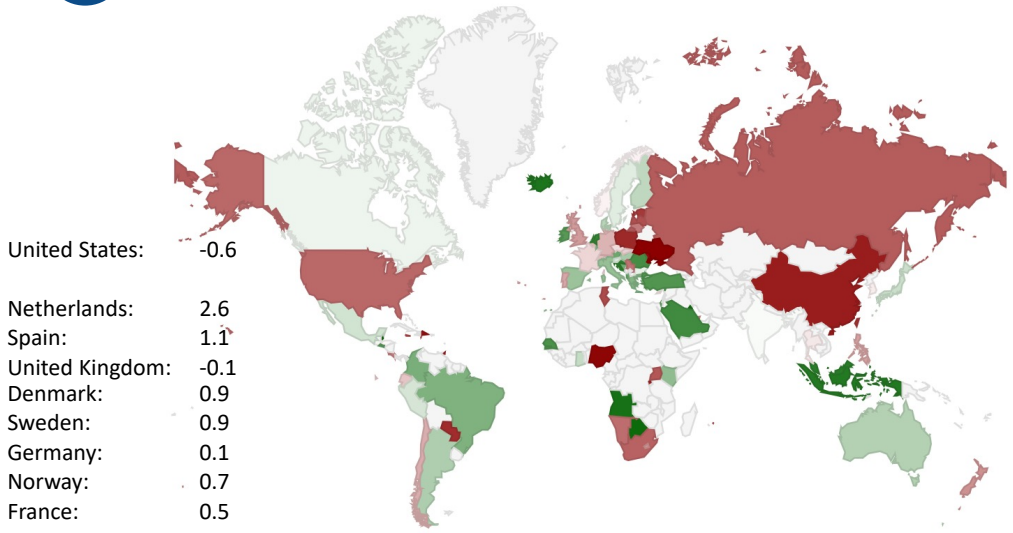 United States: -0.6
Netherlands: 2.6
Spain: 1.1
United Kingdom: -0.1
Denmark: 0.9
Sweden: 0.9
Germany: 0.1
Norway: 0.7
France: 0.5